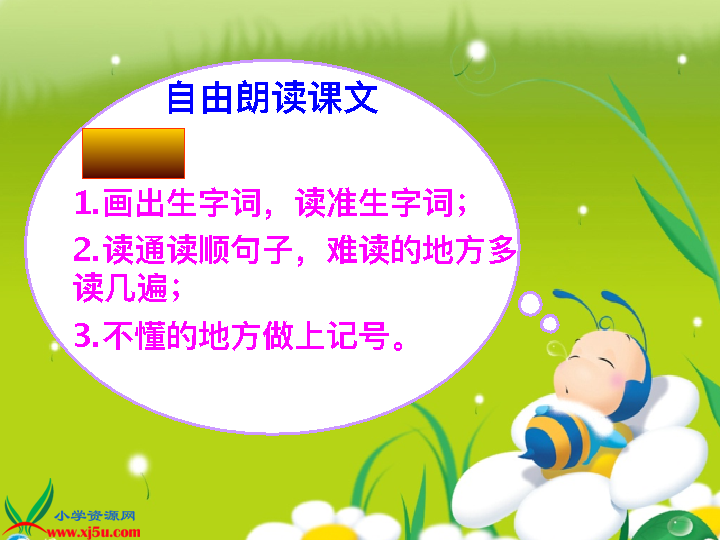 自由朗读课文
1.画出生字词，读准生字词；
2.读通读顺句子，难读的地方多
读几遍；
3.不懂的地方做上记号。
小学资源网
www.xj5u.com